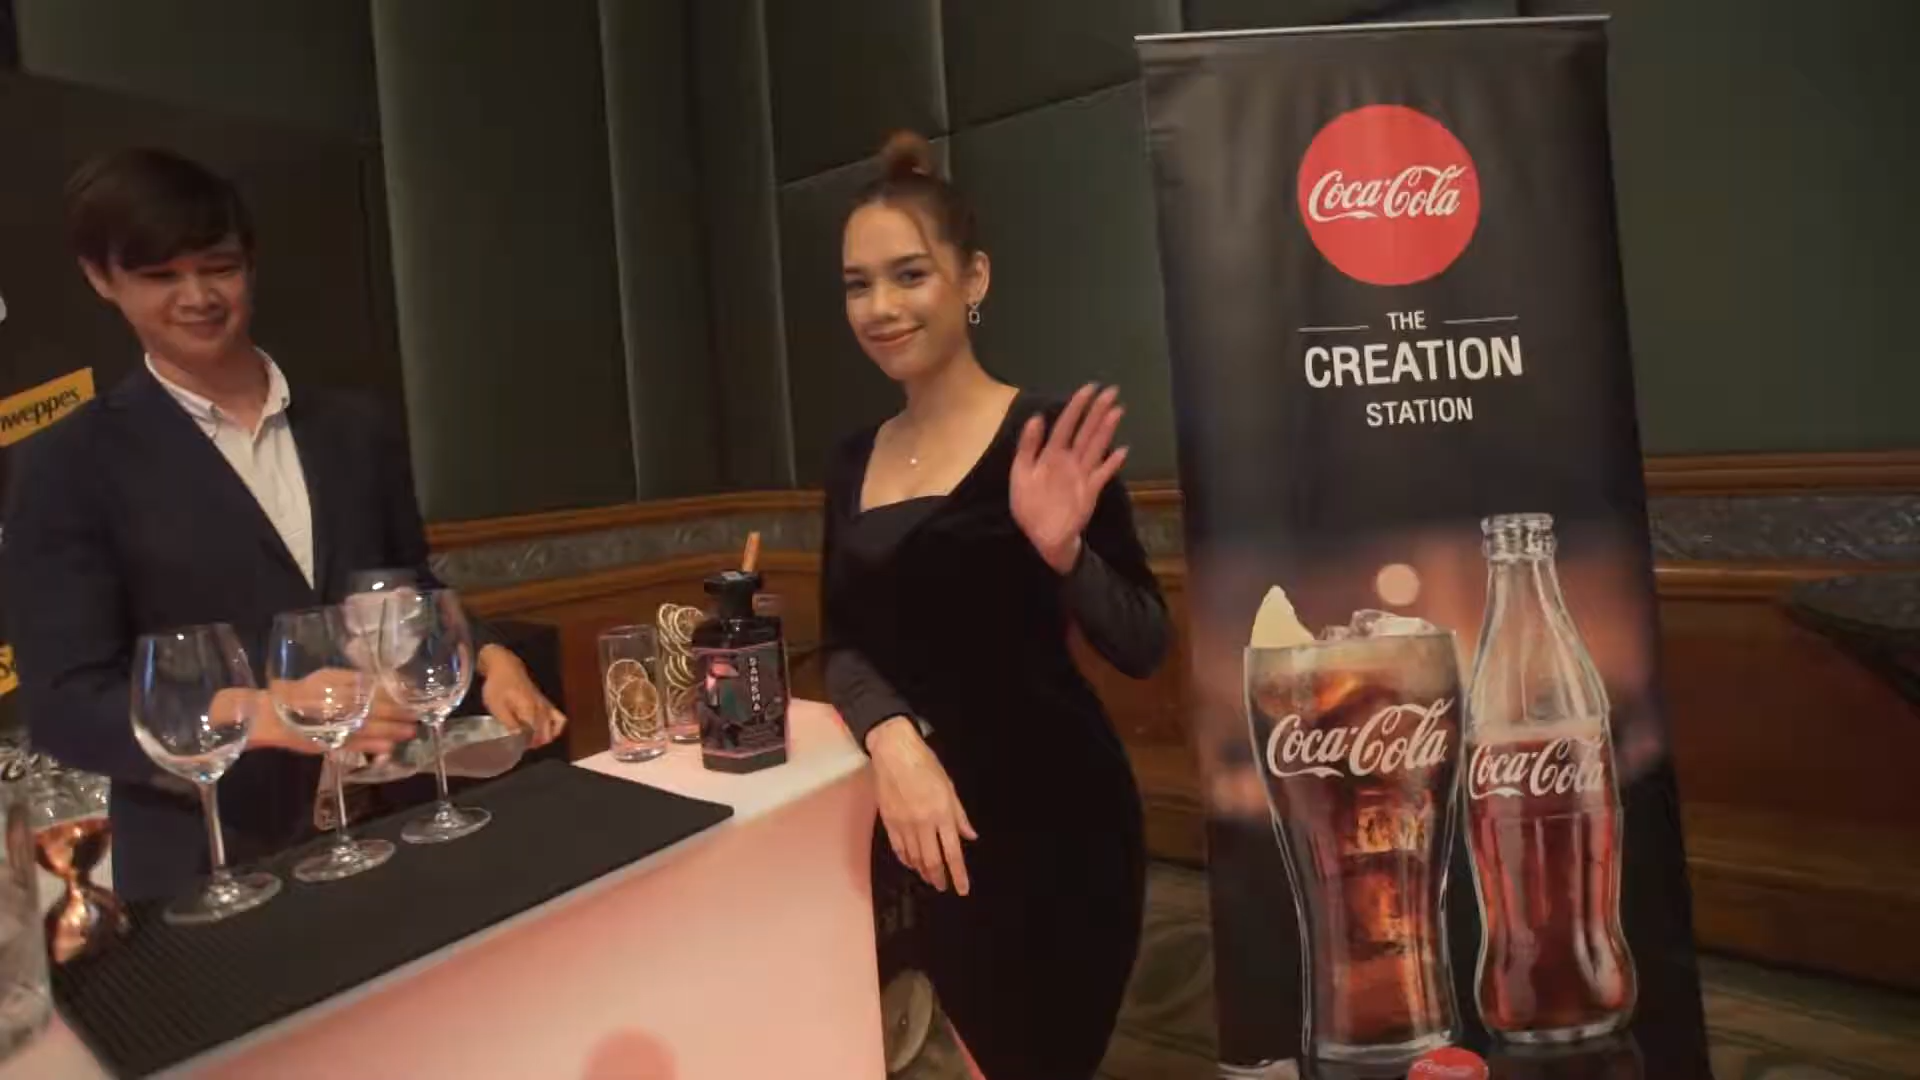 Coca-Cola
THE
CREATION
STATION
Coca-Cola
Coca-Cola
weppes